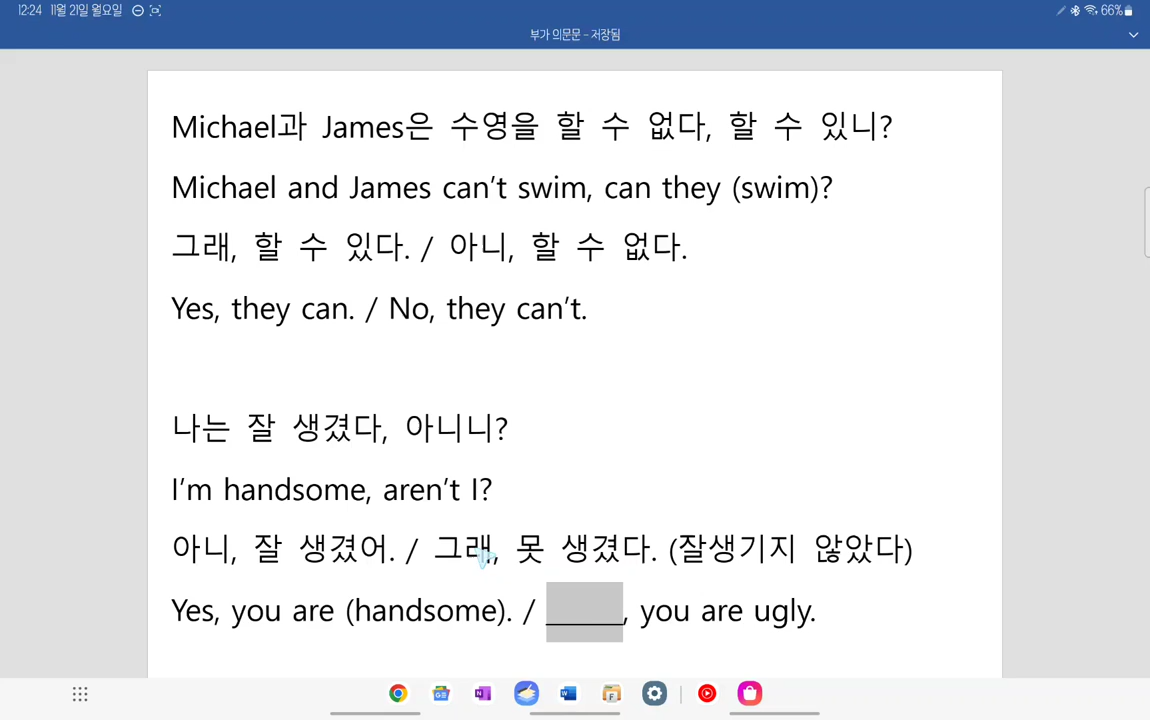 12:24 11월 21일 월요일 66%
부가 의문문 – 저장됨
Michael과 James은 수영을 할 수 없다, 할 수 있니?
Michael and James can't swim, can they (swim)?
그래, 할 수 있다. / 아니, 할 수 없다.
Yes, they can. / No, they can't.
나는 잘 생겼다, 아니니?
I'm handsome, aren't I?
아니, 잘 생겼어. / 그래, 못 생겼다. (잘생기지 않았다)
Yes, you are (handsome). / _____, you are ugly.